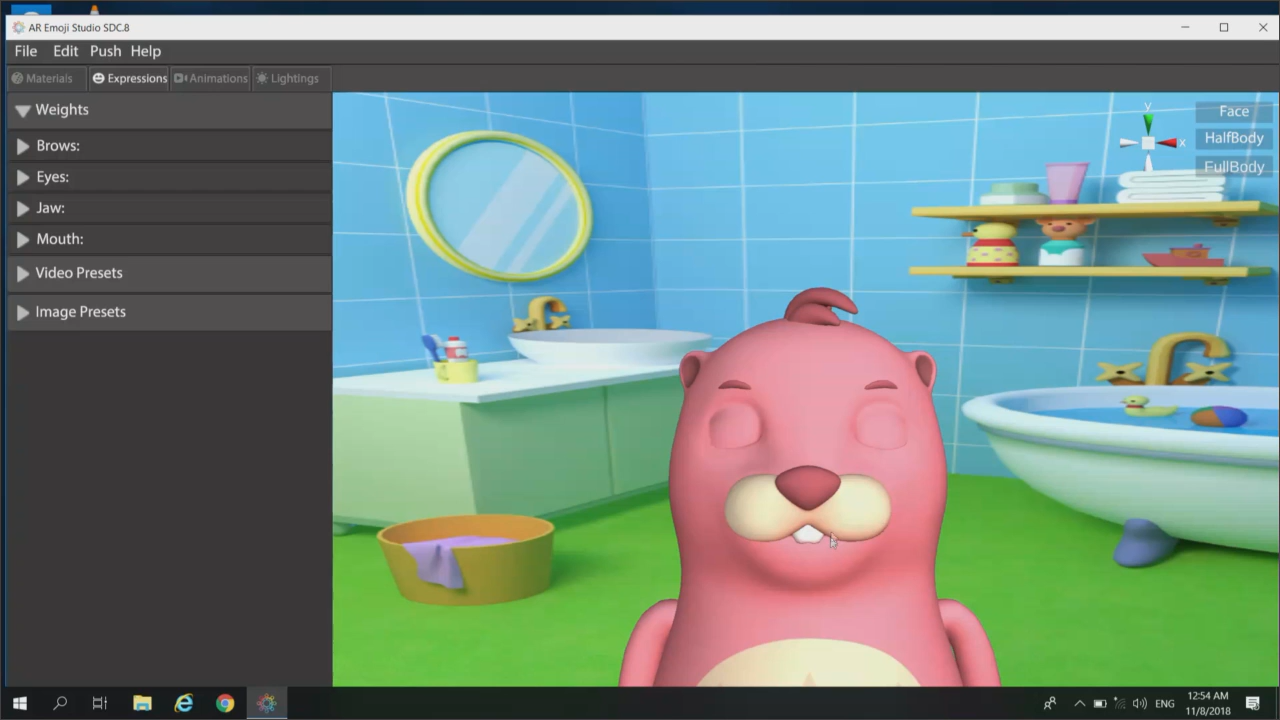 AR Emoji Studio SDC.8
File Edit Push Help
Materials Expressions Animations Lightings
Weights
Brows:
Eyes:
Jaw:
Mouth:
Video Presets
Image Presets
y
x
Face
HalfBody
FullBody
ENG
12:54 AM
11/8/2018